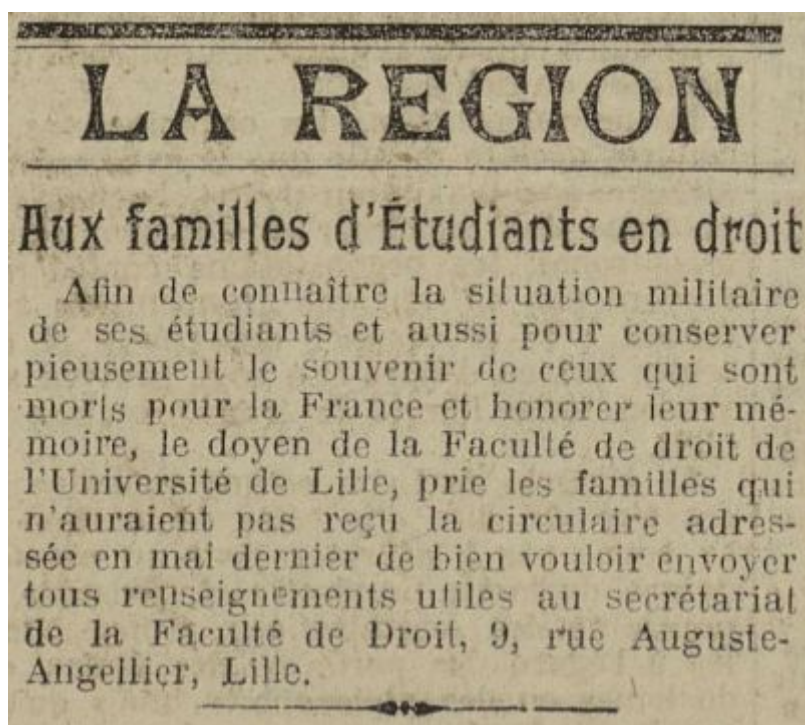 LA REGION
Aux familles d'Étudiants en droit
Afin de connaître la situation militaire
de ses étudiants et aussi pour conserver
pieusement le souvenir de ceux qui sont
morts pour la France et honorer leur mé-
moire, le doyen de la Faculté de droit de
l'Université de Lille, prie les familles qui
n'auraient pas reçu la circulaire adres-
sée en mai dernier de bien vouloir envoyer
tous renseignements utiles au secrétariat
de la Faculté de Droit, 9, rue Auguste-
Angellier, Lille.